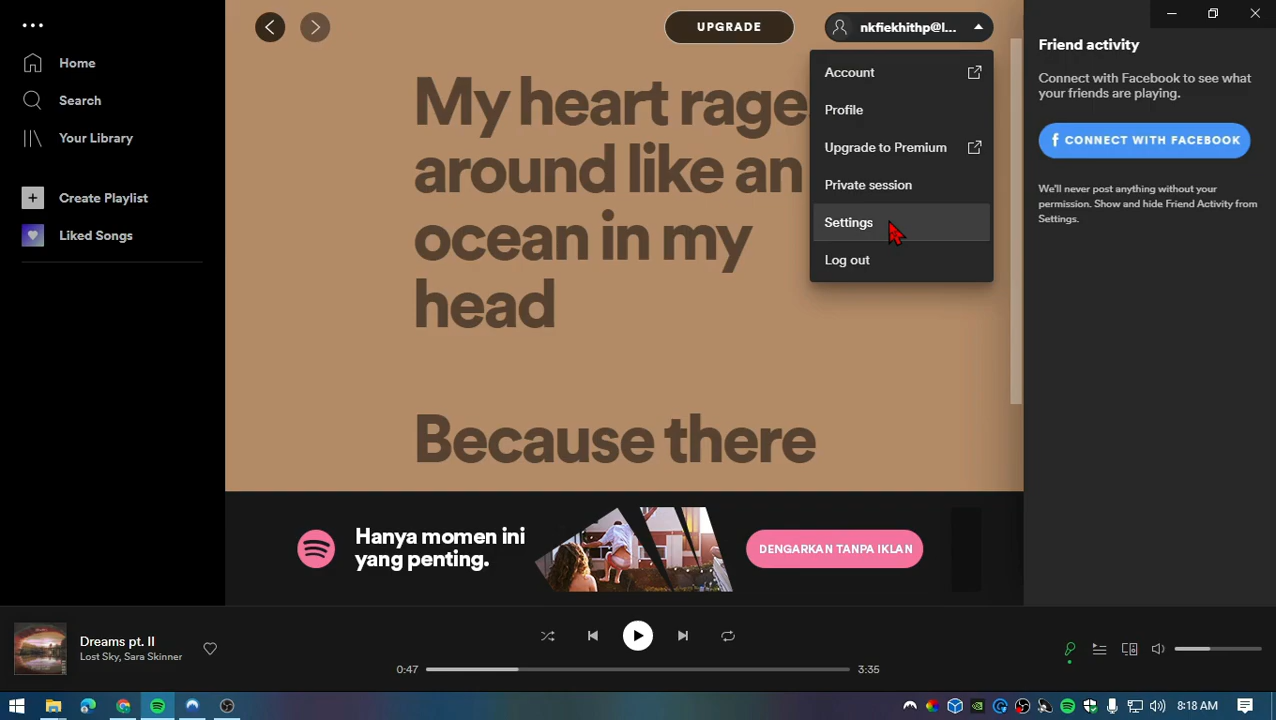 Home
Search
Your Library
Create Playlist
Liked Songs
UPGRADE
nkfiekhithp@l...
Account
Profile
Upgrade to Premium
Private session
Settings
Log out
My heart rage
around like an
ocean in my
head
Because there
Friend activity
Connect with Facebook to see what
your friends are playing.
f CONNECT WITH FACEBOOK
We'll never post anything without your
permission. Show and hide Friend Activity from
Settings.
Hanya momen ini
yang penting.
DENGARKAN TANPA IKLAN
Dreams pt. II
Lost Sky, Sara Skinner
0:47
3:35
8:18 AM